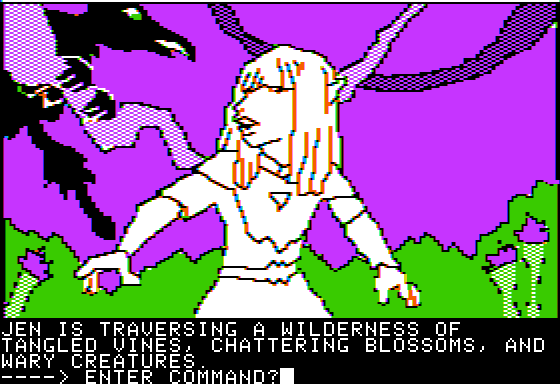 JEN IS TRAVERSING A WILDERNESS OF
TANGLED VINES, CHATTERING BLOSSOMS, AND
WARY CREATURES.
----> ENTER COMMAND?